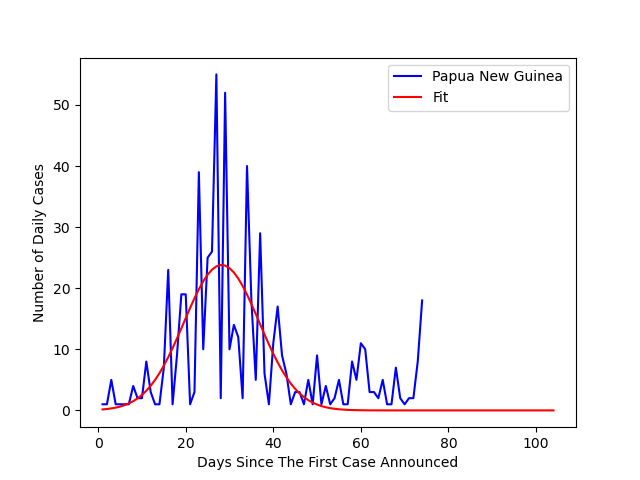 Papua New Guinea
Fit
50
40
30
20
10
0
Number of Daily Cases
0 20 40 60 80 100
Days Since The First Case Announced